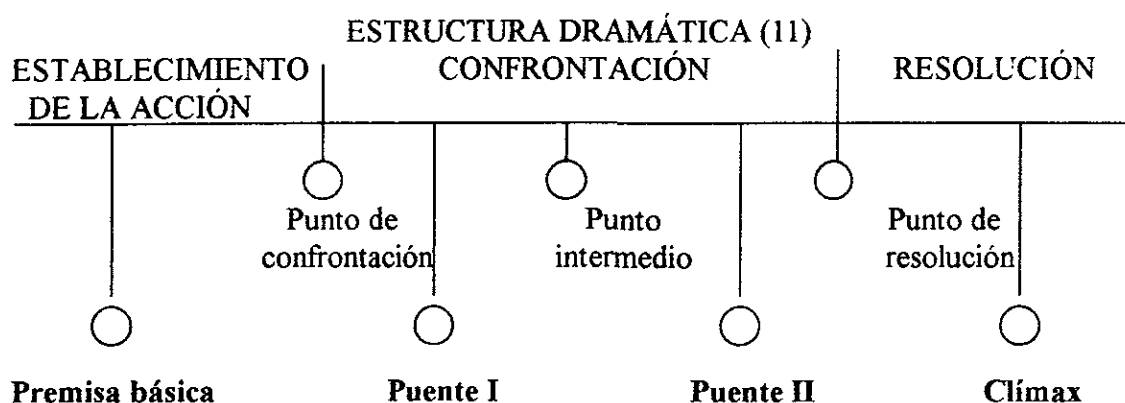 ESTRUCTURA DRAMÁTICA (11)
ESTABLECIMIENTO
DE LA ACCIÓN
CONFRONTACIÓN
RESOLUCIÓN
Punto de
confrontación
Punto
intermedio
Punto de
resolución
Premisa básica
Puente I
Puente II
Clímax